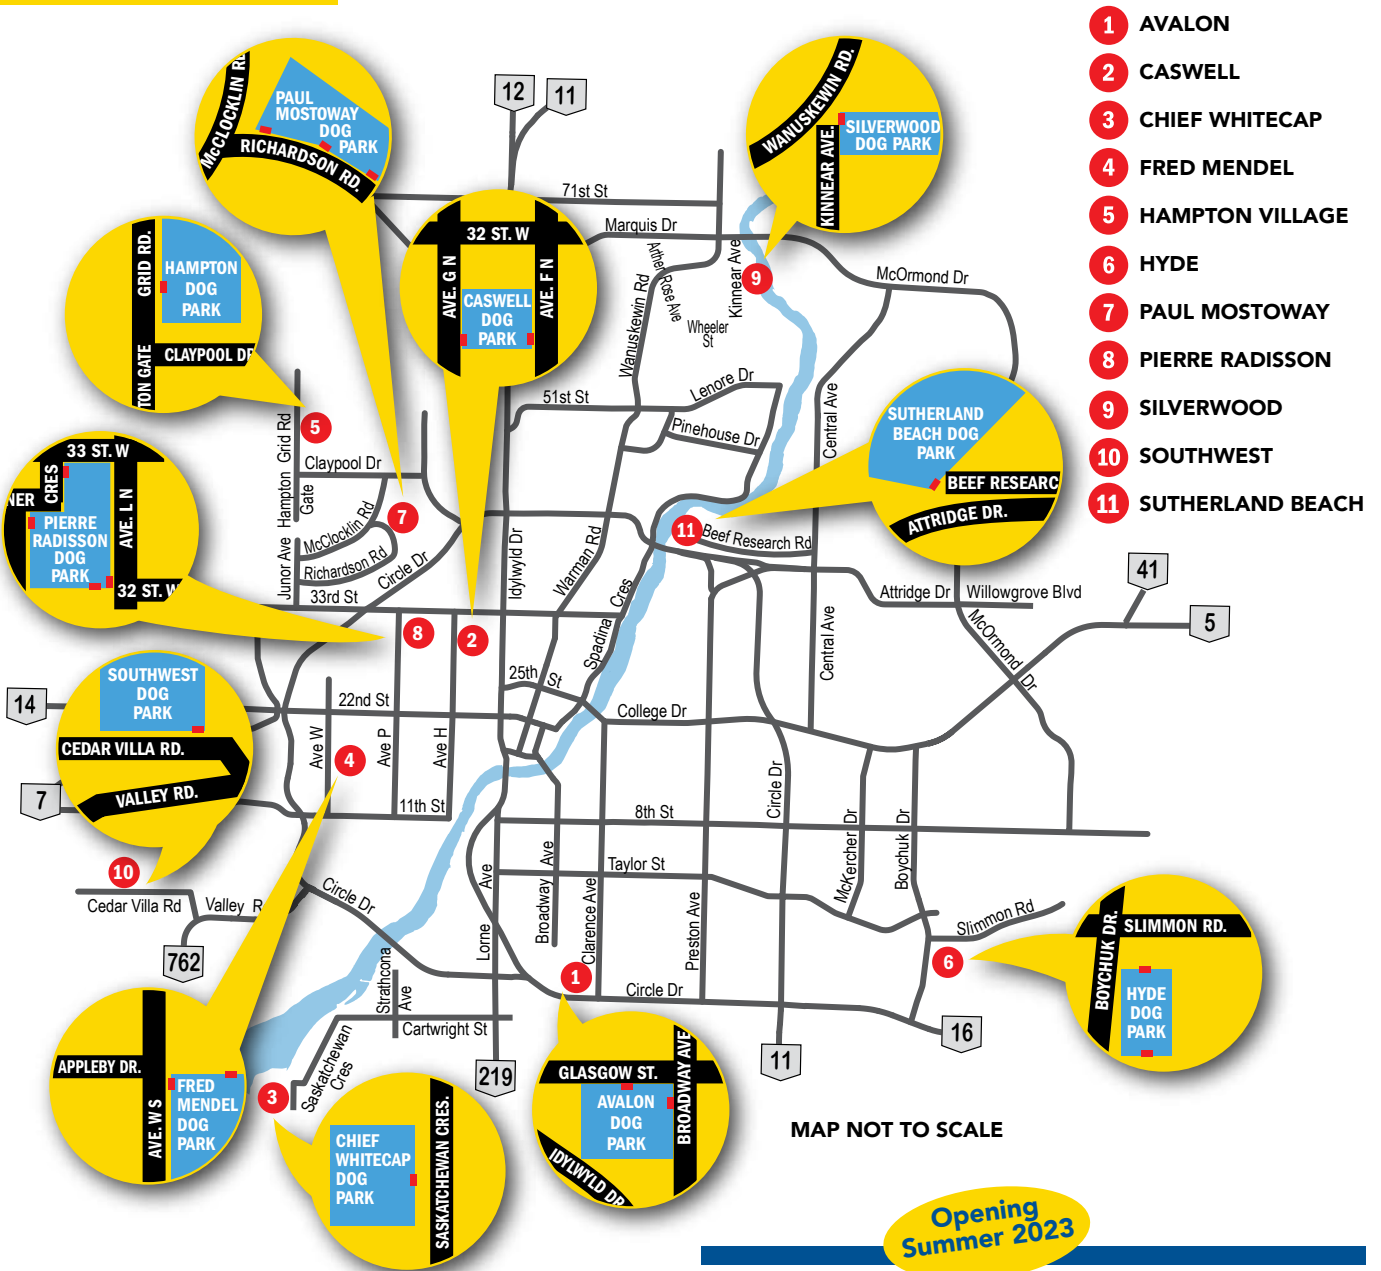 1 AVALON
2 CASWELL
3 CHIEF WHITECAP
4 FRED MENDEL
5 HAMPTON VILLAGE
6 HYDE
7 PAUL MOSTOWAY
8 PIERRE RADISSON
9 SILVERWOOD
10 SOUTHWEST
11 SUTHERLAND BEACH
McCLOCKLIN RD
PAUL
MOSTOWAY
DOG
PARK
RICHARDSON RD.
12
11
WANUSKEWIN RD.
KINNEAR AVE.
SILVERWOOD
DOG PARK
71st St
Marquis Dr
Arthur Rose Ave
Kinnear Ave
9
McOrmond Dr
Wanuskewin Rd
Wheeler
St
GRID RD.
HAMPTON
DOG
PARK
TON GATE
CLAYPOOL DR
32 ST. W
AVE. G N
AVE. F N
CASWELL
DOG
PARK
51st St
Lenore Dr
Pinehouse Dr
Central Ave
SUTHERLAND
BEACH DOG
PARK
BEEF RESEARC
ATTRIDGE DR.
Hampton Grid Rd
Gate
5
Claypool Dr
McClocklin Rd
7
Richardson Rd
Circle Dr
Junor Ave
33rd St
33 ST. W
NER
CRES
AVE. L N
PIERRE
RADISSON
DOG
PARK
32 ST. W
Idylwyld Dr
Warman Rd
Spadina Cres
11
Beef Research Rd
Attridge Dr
Willowgrove Blvd
McOrmond Dr
Central Ave
41
5
8
2
25th St
College Dr
14
22nd St
Ave W
Ave P
Ave H
4
11th St
SOUTHWEST
DOG
PARK
CEDAR VILLA RD.
VALLEY RD.
7
8th St
Circle Dr
McKercher Dr
Boychuk Dr
Taylor St
10
Cedar Villa Rd
Valley R
762
Circle Dr
Lorne Ave
Broadway Ave
Clarence Ave
Preston Ave
1
Circle Dr
Slimmon Rd
6
BOYCHUK DR.
SLIMMON RD.
HYDE
DOG
PARK
16
11
219
Strathcona
Ave
Cartwright St
Saskatchewan
Cres
3
APPLEBY DR.
AVE. W S
FRED
MENDEL
DOG
PARK
CHIEF
WHITECAP
DOG
PARK
SASKATCHEWAN CRES.
GLASGOW ST.
AVALON
DOG
PARK
BROADWAY AVE
IDYLWYLD DR
MAP NOT TO SCALE
Opening
Summer 2023